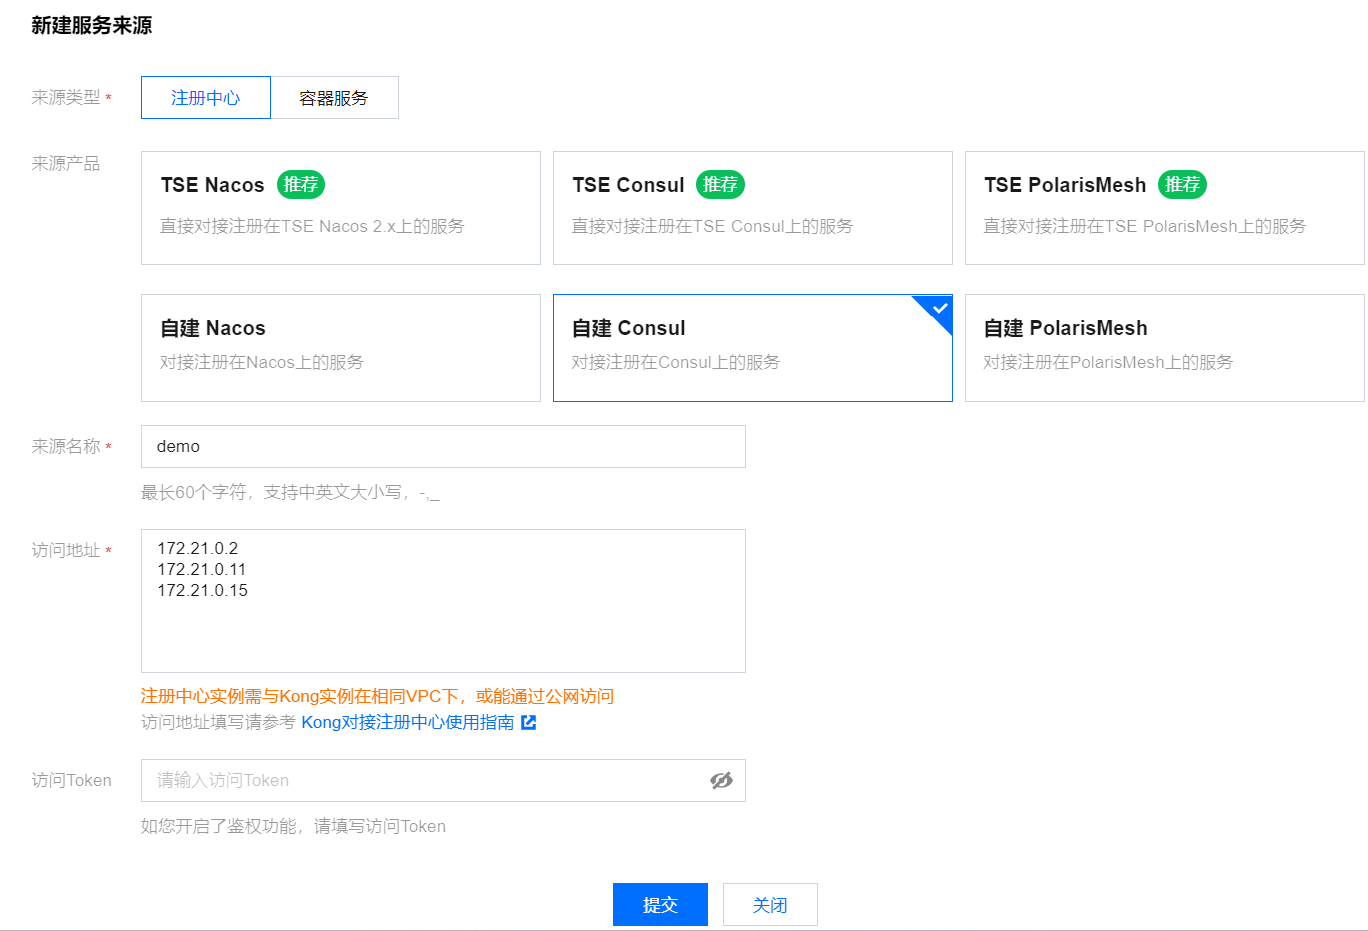 新建服务来源
来源类型 * 注册中心 容器服务
来源产品
TSE Nacos 推荐
直接对接注册在TSE Nacos 2.x上的服务
TSE Consul 推荐
直接对接注册在TSE Consul上的服务
TSE PolarisMesh 推荐
直接对接注册在TSE PolarisMesh上的服务
自建 Nacos
对接注册在Nacos上的服务
自建 Consul
对接注册在Consul上的服务
自建 PolarisMesh
对接注册在PolarisMesh上的服务
来源名称 * demo
最长60个字符，支持中英文大小写，-,_
访问地址 *
172.21.0.2
172.21.0.11
172.21.0.15
注册中心实例需与Kong实例在相同VPC下，或能通过公网访问
访问地址填写请参考 Kong对接注册中心使用指南
访问Token 请输入访问Token
如您开启了鉴权功能，请填写访问Token
提交 关闭